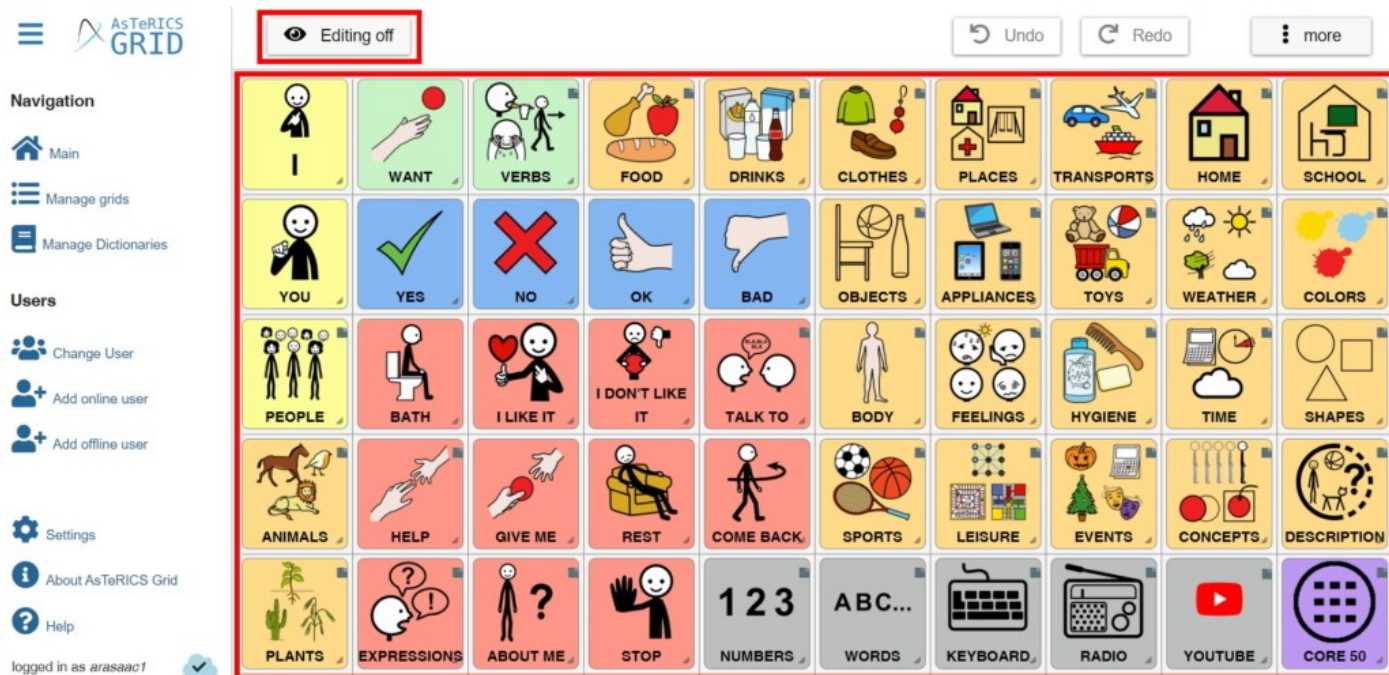 AsTeRICS
GRID
Editing off
Undo
Redo
more
Navigation
Main
Manage grids
Manage Dictionaries
Users
Change User
Add online user
Add offline user
Settings
About AsTeRICS Grid
Help
logged in as arasaac1
I
WANT
VERBS
FOOD
DRINKS
CLOTHES
PLACES
TRANSPORTS
HOME
SCHOOL
YOU
YES
NO
OK
BAD
OBJECTS
APPLIANCES
TOYS
WEATHER
COLORS
PEOPLE
BATH
I LIKE IT
I DON'T LIKE
IT
BLA,BLA
BLA
TALK TO
BODY
FEELINGS
HYGIENE
TIME
SHAPES
ANIMALS
HELP
GIVE ME
REST
COME BACK
SPORTS
LEISURE
EVENTS
CONCEPTS
DESCRIPTION
PLANTS
EXPRESSIONS
ABOUT ME
STOP
1 2 3
NUMBERS
ABC...
WORDS
KEYBOARD
RADIO
YOUTUBE
CORE 50